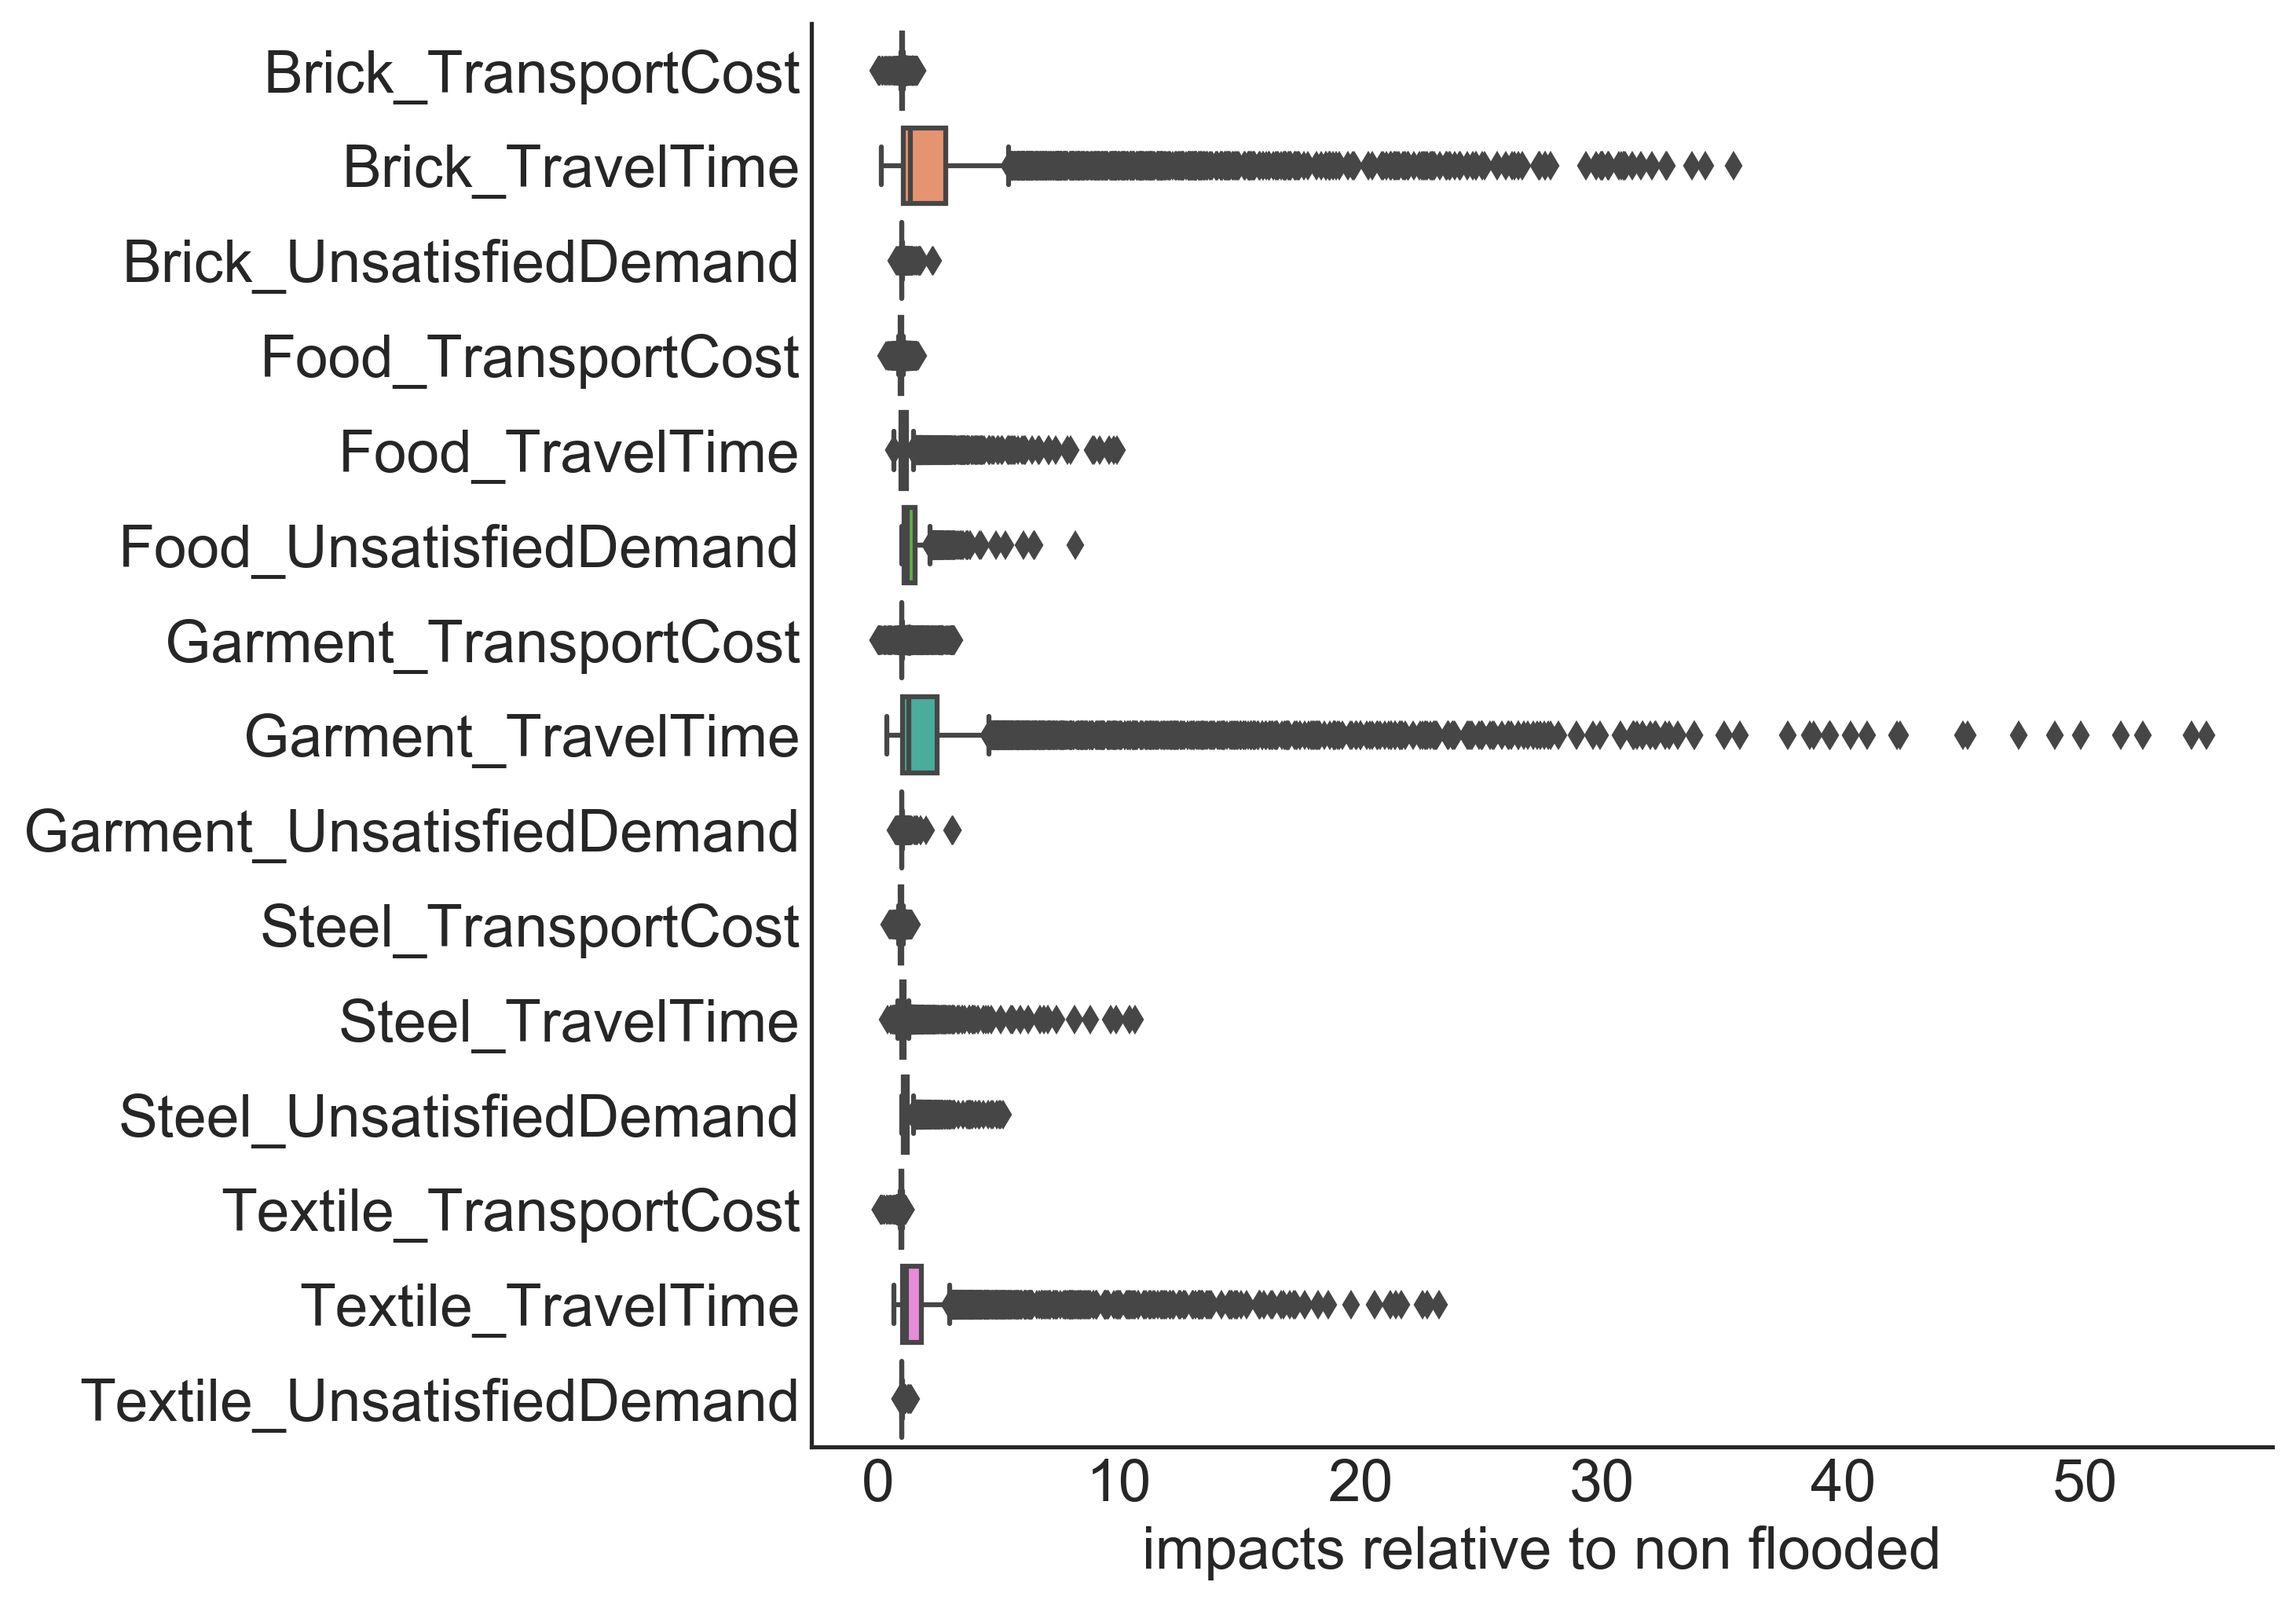 Brick_TransportCost
Brick_TravelTime
Brick_UnsatisfiedDemand
Food_TransportCost
Food_TravelTime
Food_UnsatisfiedDemand
Garment_TransportCost
Garment_TravelTime
Garment_UnsatisfiedDemand
Steel_TransportCost
Steel_TravelTime
Steel_UnsatisfiedDemand
Textile_TransportCost
Textile_TravelTime
Textile_UnsatisfiedDemand
0 10 20 30 40 50
impacts relative to non flooded